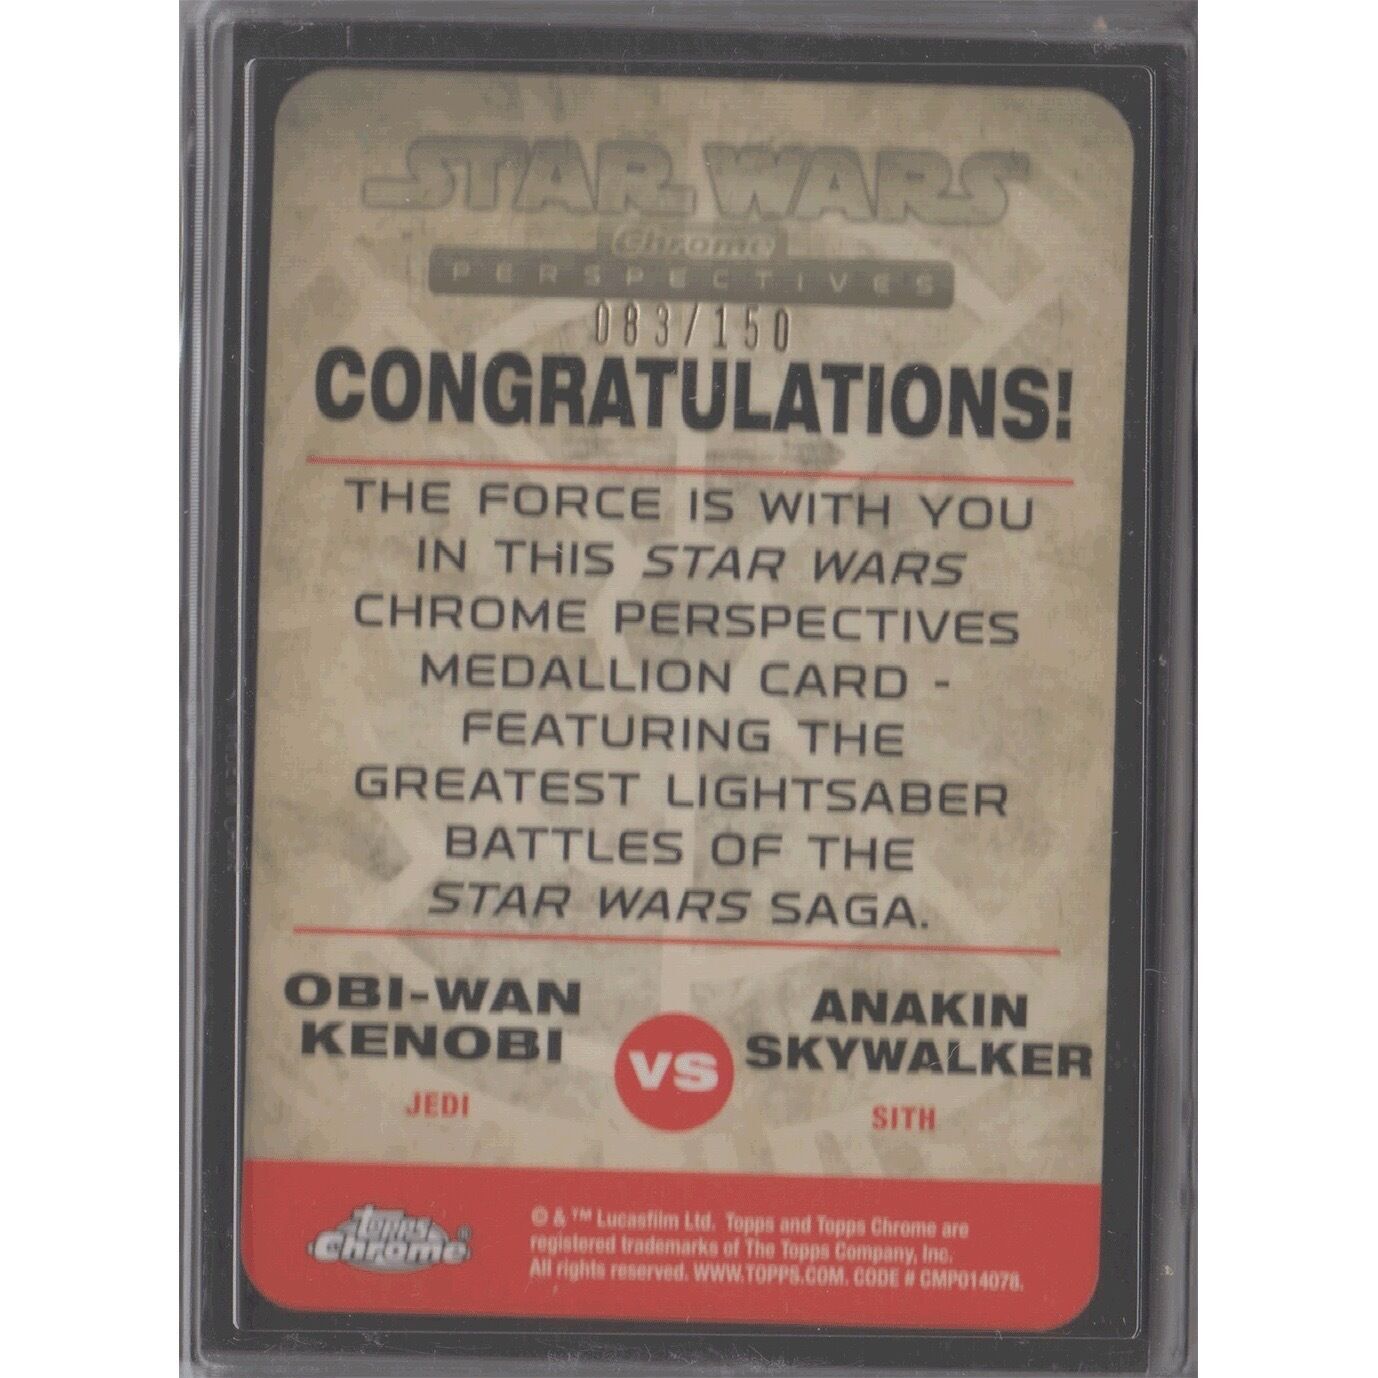 STAR WARS
Chrome
PERSPECTIVES
083/150
CONGRATULATIONS!
THE FORCE IS WITH YOU
IN THIS STAR WARS
CHROME PERSPECTIVES
MEDALLION CARD -
FEATURING THE
GREATEST LIGHTSABER
BATTLES OF THE
STAR WARS SAGA.
OBI-WAN
KENOBI
JEDI
VS
ANAKIN
SKYWALKER
SITH
Topps
Chrome®
© & ™ Lucasfilm Ltd. Topps and Topps Chrome are
registered trademarks of The Topps Company, Inc.
All rights reserved. WWW.TOPPS.COM. CODE # CMP014076.